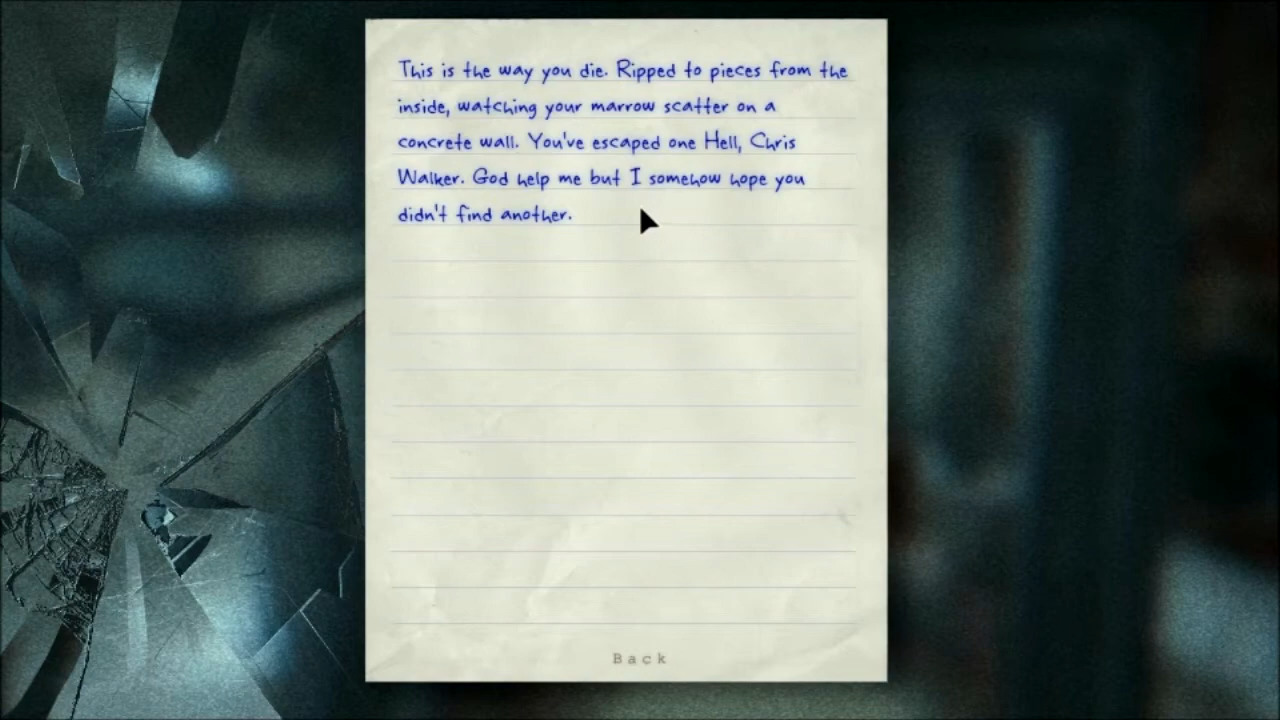 This is the way you die. Ripped to pieces from the
inside, watching your marrow scatter on a
concrete wall. You've escaped one Hell, Chris
Walker. God help me but I somehow hope you
didn't find another.
Back